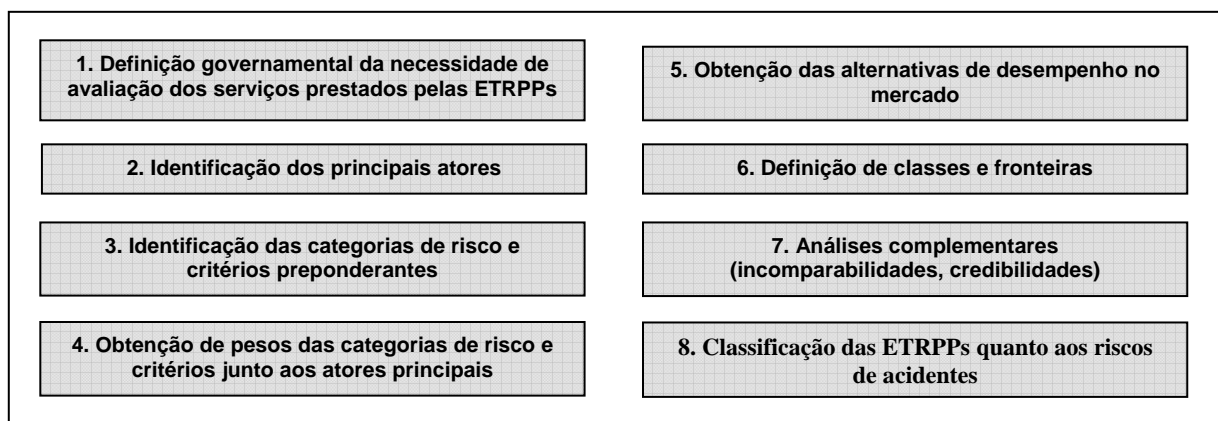 1. Definição governamental da necessidade de
avaliação dos serviços prestados pelas ETRPPs
2. Identificação dos principais atores
3. Identificação das categorias de risco e
critérios preponderantes
4. Obtenção de pesos das categorias de risco e
critérios junto aos atores principais
5. Obtenção das alternativas de desempenho no
mercado
6. Definição de classes e fronteiras
7. Análises complementares
(incomparabilidades, credibilidades)
8. Classificação das ETRPPs quanto aos riscos
de acidentes